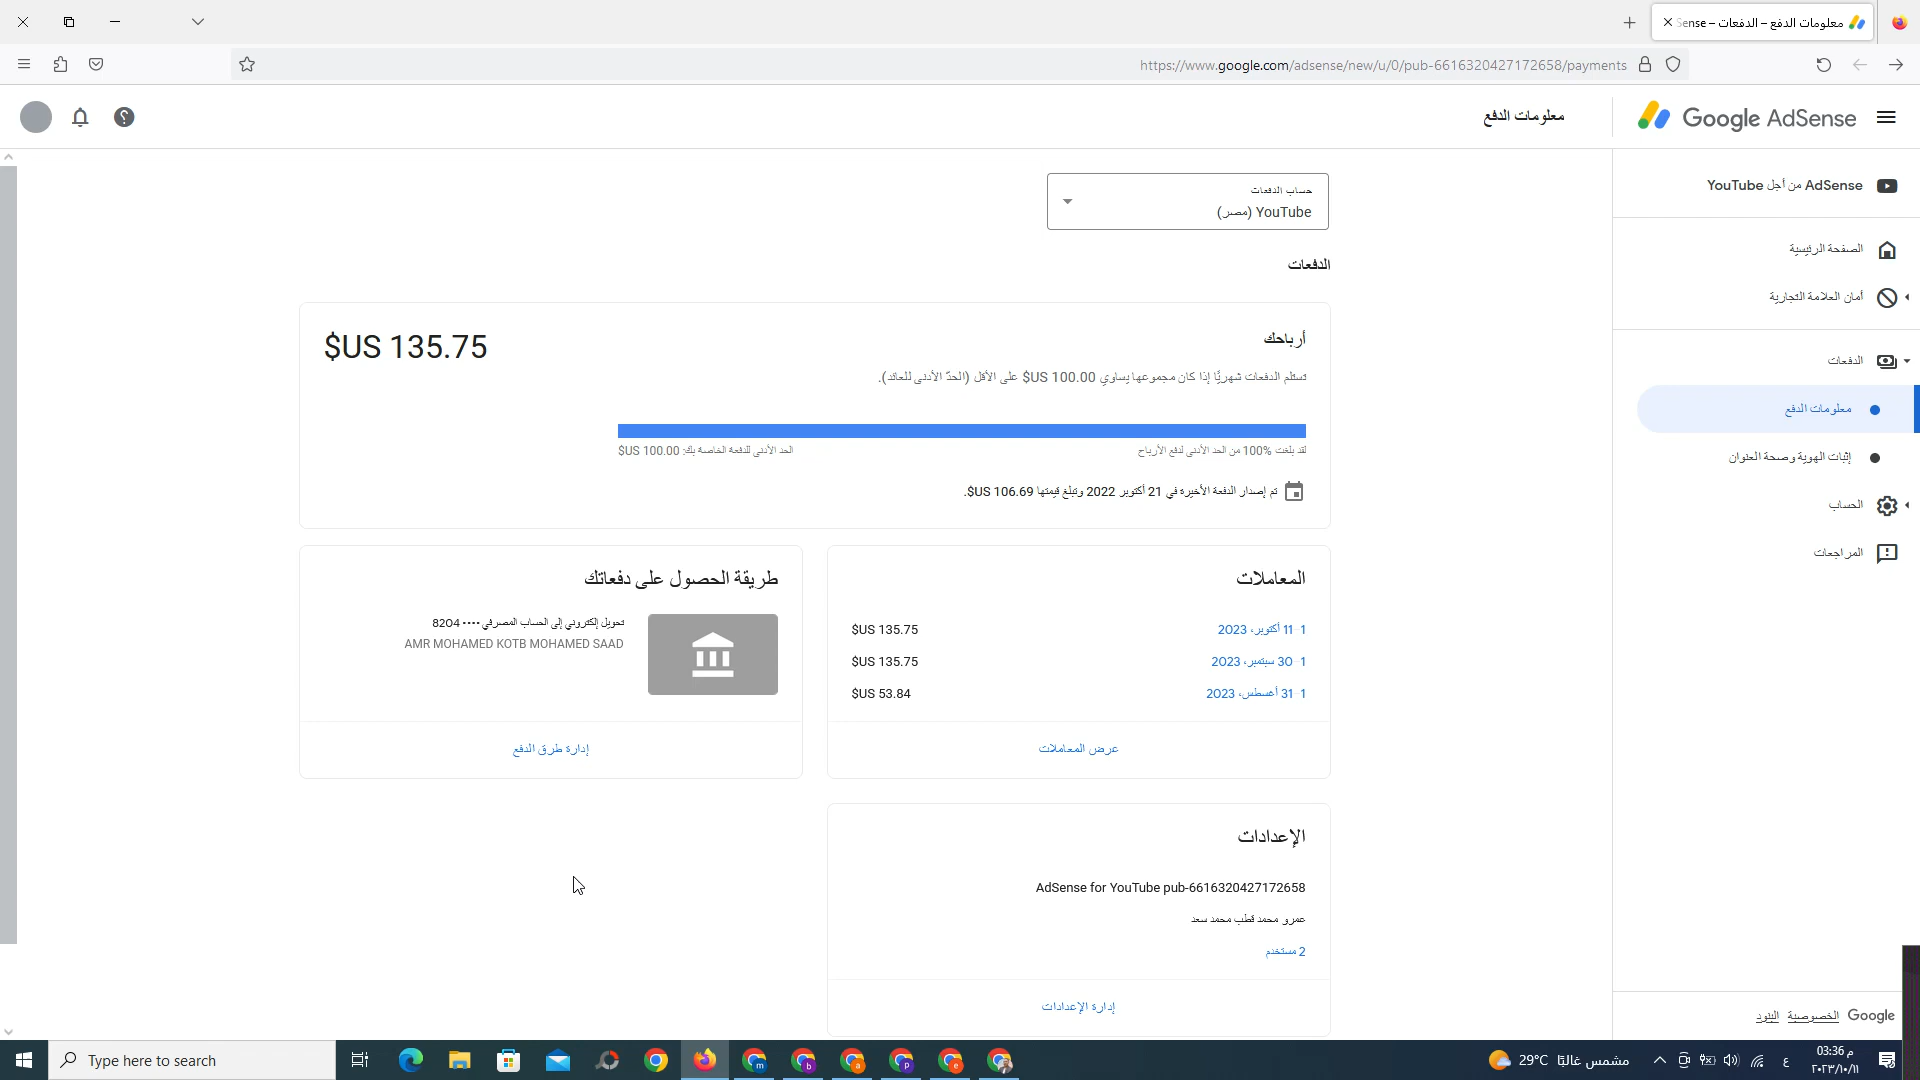 معلومات الدفع – الدفعات – Sense
https://www.google.com/adsense/new/u/0/pub-6616320427172658/payments
Google AdSense
معلومات الدفع
AdSense من أجل YouTube
الصفحة الرئيسية
أمان العلامة التجارية
الدفعات
معلومات الدفع
إثبات الهوية وصحة العنوان
الحساب
المراجعات
حساب الدفعات
YouTube (مصر)
الدفعات
أرباحك
$US 135.75
تستلم الدفعات شهريًا إذا كان مجموعها يساوي 100.00 US$ على الأقل (الحدّ الأدنى للعائد).
لقد بلغت 100% من الحد الأدنى لدفع الأرباح
الحد الأدنى للدفعة الخاصة بك: 100.00 US$
تم إصدار الدفعة الأخيرة في 21 أكتوبر 2022 وتبلغ قيمتها 106.69 US$.
المعاملات
1–11 أكتوبر، 2023
$US 135.75
1–30 سبتمبر، 2023
$US 135.75
1–31 أغسطس، 2023
$US 53.84
عرض المعاملات
طريقة الحصول على دفعاتك
تحويل إلكتروني إلى الحساب المصرفي •••• 8204
AMR MOHAMED KOTB MOHAMED SAAD
إدارة طرق الدفع
الإعدادات
AdSense for YouTube pub-6616320427172658
عمرو محمد قطب محمد سعد
2 مستخدم
إدارة الإعدادات
Google الخصوصية البنود
Type here to search
29°C مشمس غالبًا
ع
03:36 م
٢٠٢٣/١٠/١١